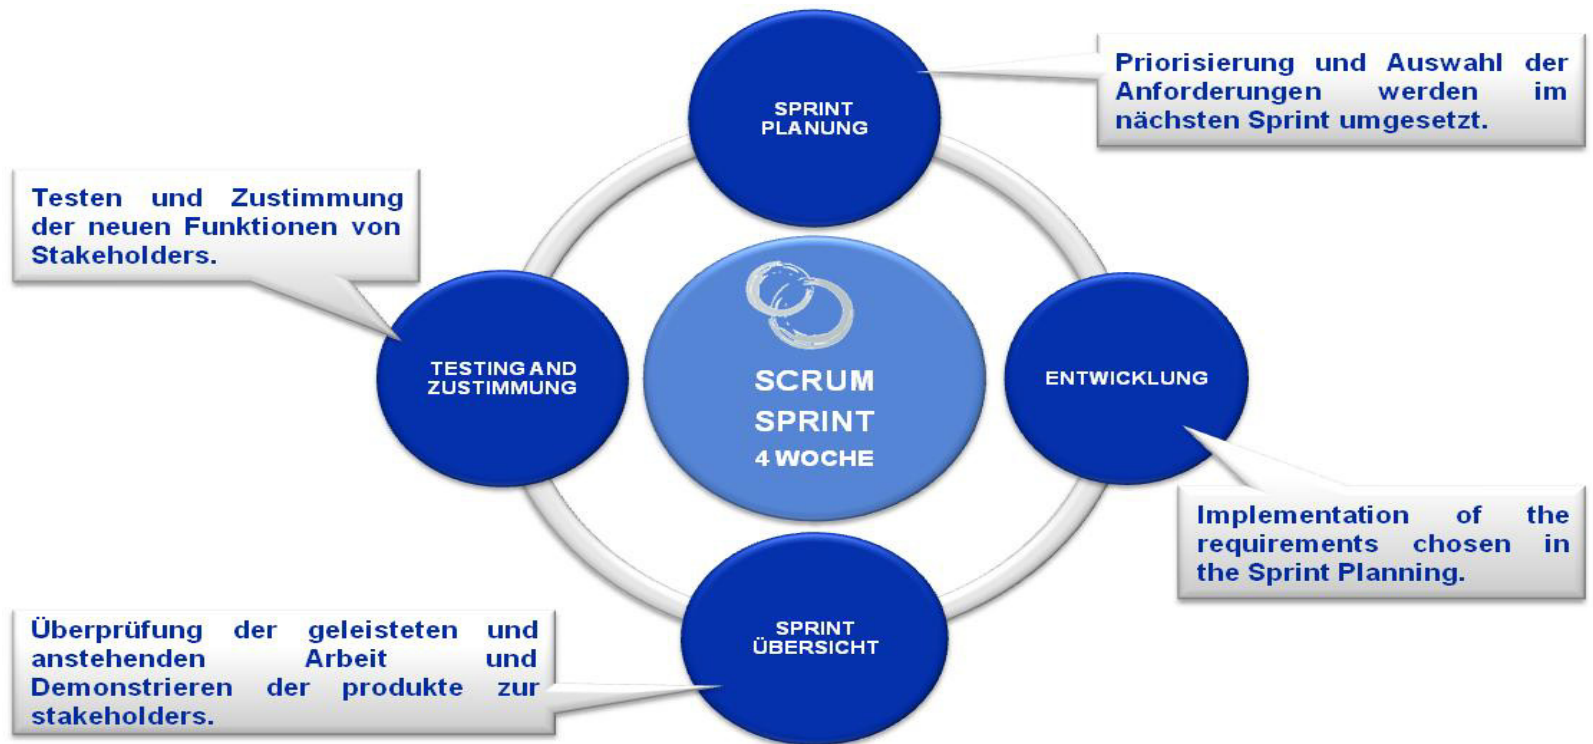 SPRINT
PLANUNG
Priorisierung und Auswahl der
Anforderungen werden im
nächsten Sprint umgesetzt.
Testen und Zustimmung
der neuen Funktionen von
Stakeholders.
TESTING AND
ZUSTIMMUNG
SCRUM
SPRINT
4 WOCHE
ENTWICKLUNG
Implementation of the
requirements chosen in
the Sprint Planning.
SPRINT
ÜBERSICHT
Überprüfung der geleisteten und
anstehenden Arbeit und
Demonstrieren der produkte zur
stakeholders.